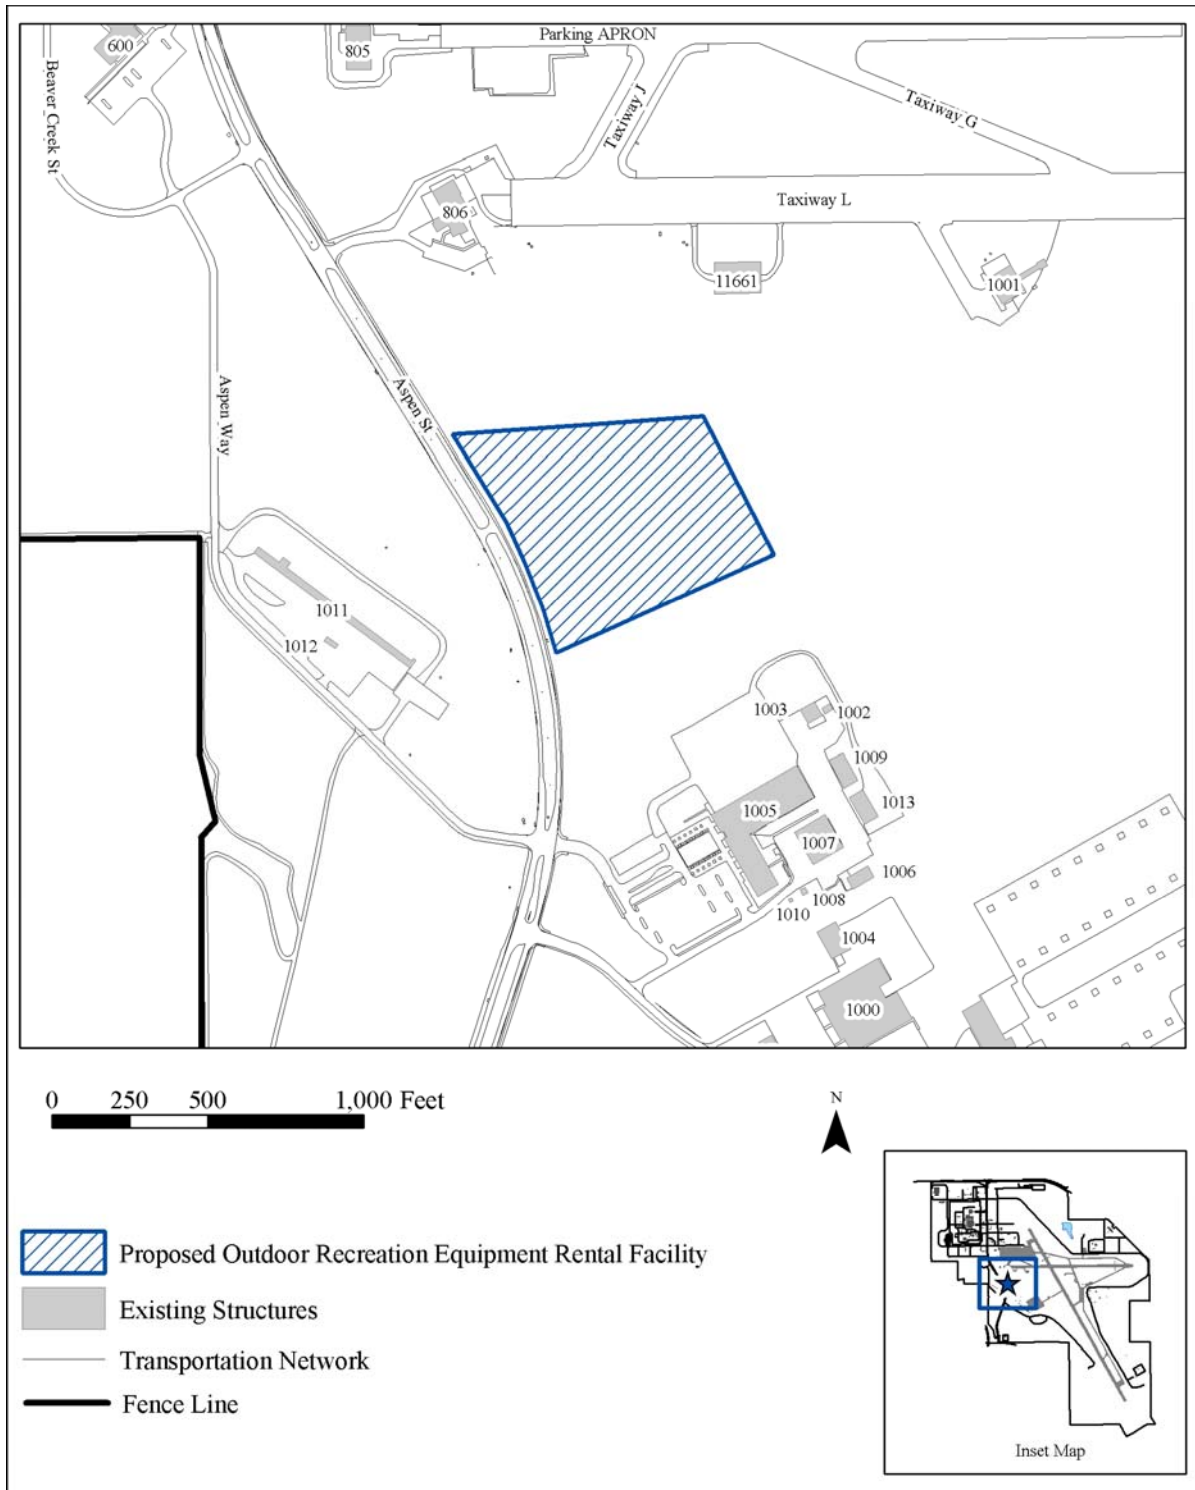 Parking APRON
600
805
Beaver Creek St
Taxiway J
Taxiway G
806
Taxiway L
11661
1001
Aspen Way
Aspen St
1011
1012
1003
1002
1009
1005
1013
1007
1006
1008
1010
1004
1000
0 250 500 1,000 Feet
N
Proposed Outdoor Recreation Equipment Rental Facility
Existing Structures
Transportation Network
Fence Line
Inset Map